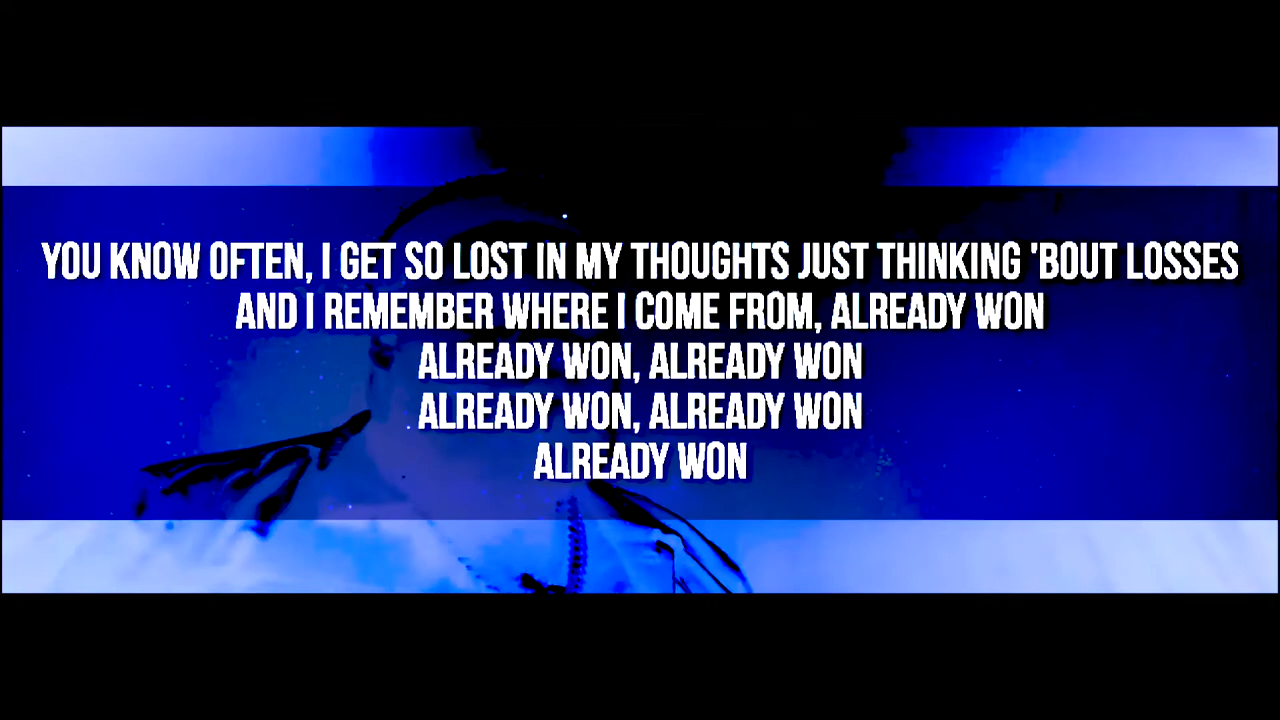 YOU KNOW OFTEN, I GET SO LOST IN MY THOUGHTS JUST THINKING 'BOUT LOSSES
AND I REMEMBER WHERE I COME FROM, ALREADY WON
ALREADY WON, ALREADY WON
ALREADY WON, ALREADY WON
ALREADY WON